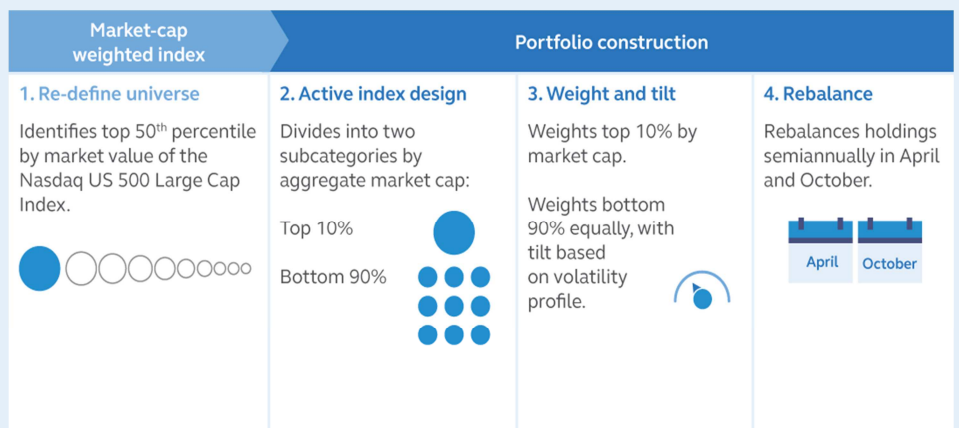 Market-cap
weighted index
Portfolio construction
1. Re-define universe
Identifies top 50th percentile
by market value of the
Nasdaq US 500 Large Cap
Index.
2. Active index design
Divides into two
subcategories by
aggregate market cap:
Top 10%
Bottom 90%
3. Weight and tilt
Weights top 10% by
market cap.
Weights bottom
90% equally, with
tilt based
on volatility
profile.
4. Rebalance
Rebalances holdings
semiannually in April
and October.
April
October